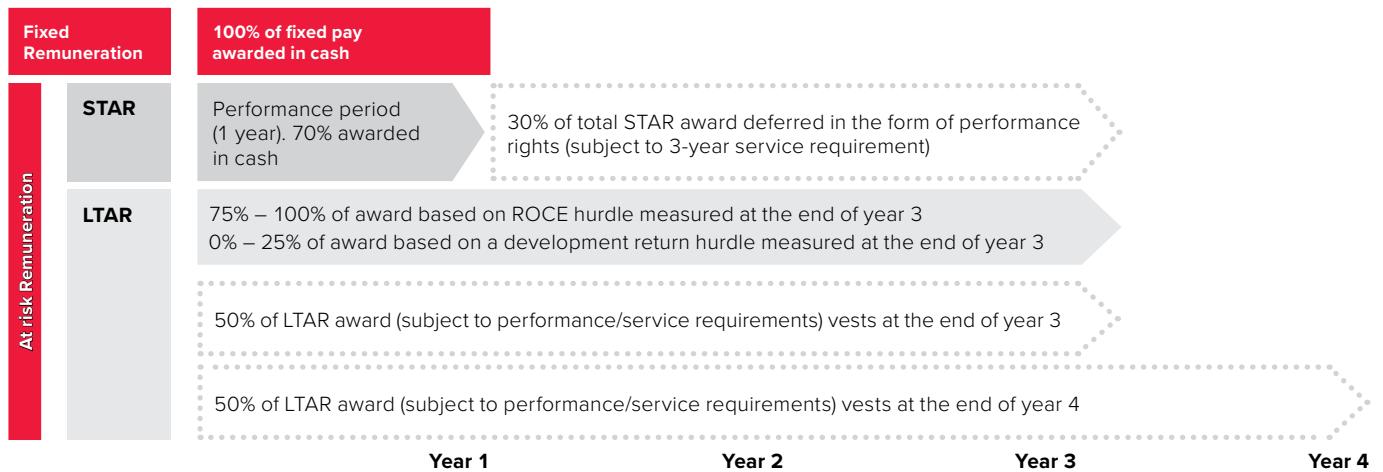 Fixed
Remuneration
100% of fixed pay
awarded in cash
At risk Remuneration
STAR
Performance period
(1 year). 70% awarded
in cash
30% of total STAR award deferred in the form of performance
rights (subject to 3-year service requirement)
LTAR
75% – 100% of award based on ROCE hurdle measured at the end of year 3
0% – 25% of award based on a development return hurdle measured at the end of year 3
50% of LTAR award (subject to performance/service requirements) vests at the end of year 3
50% of LTAR award (subject to performance/service requirements) vests at the end of year 4
Year 1
Year 2
Year 3
Year 4